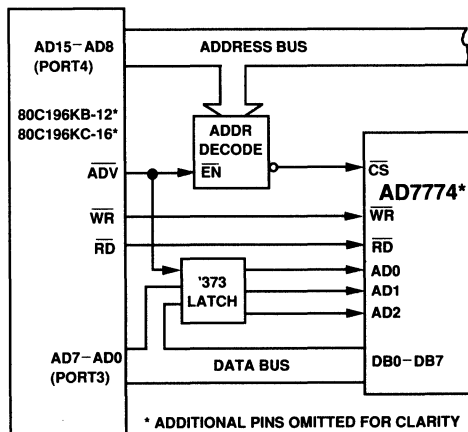 AD15–AD8
(PORT4)
ADDRESS BUS
80C196KB-12*
80C196KC-16*
ADDR
DECODE
EN
ADV
CS
AD7774*
WR
WR
RD
RD
'373
LATCH
AD0
AD1
AD2
AD7–AD0
(PORT3)
DATA BUS
DB0–DB7
* ADDITIONAL PINS OMITTED FOR CLARITY